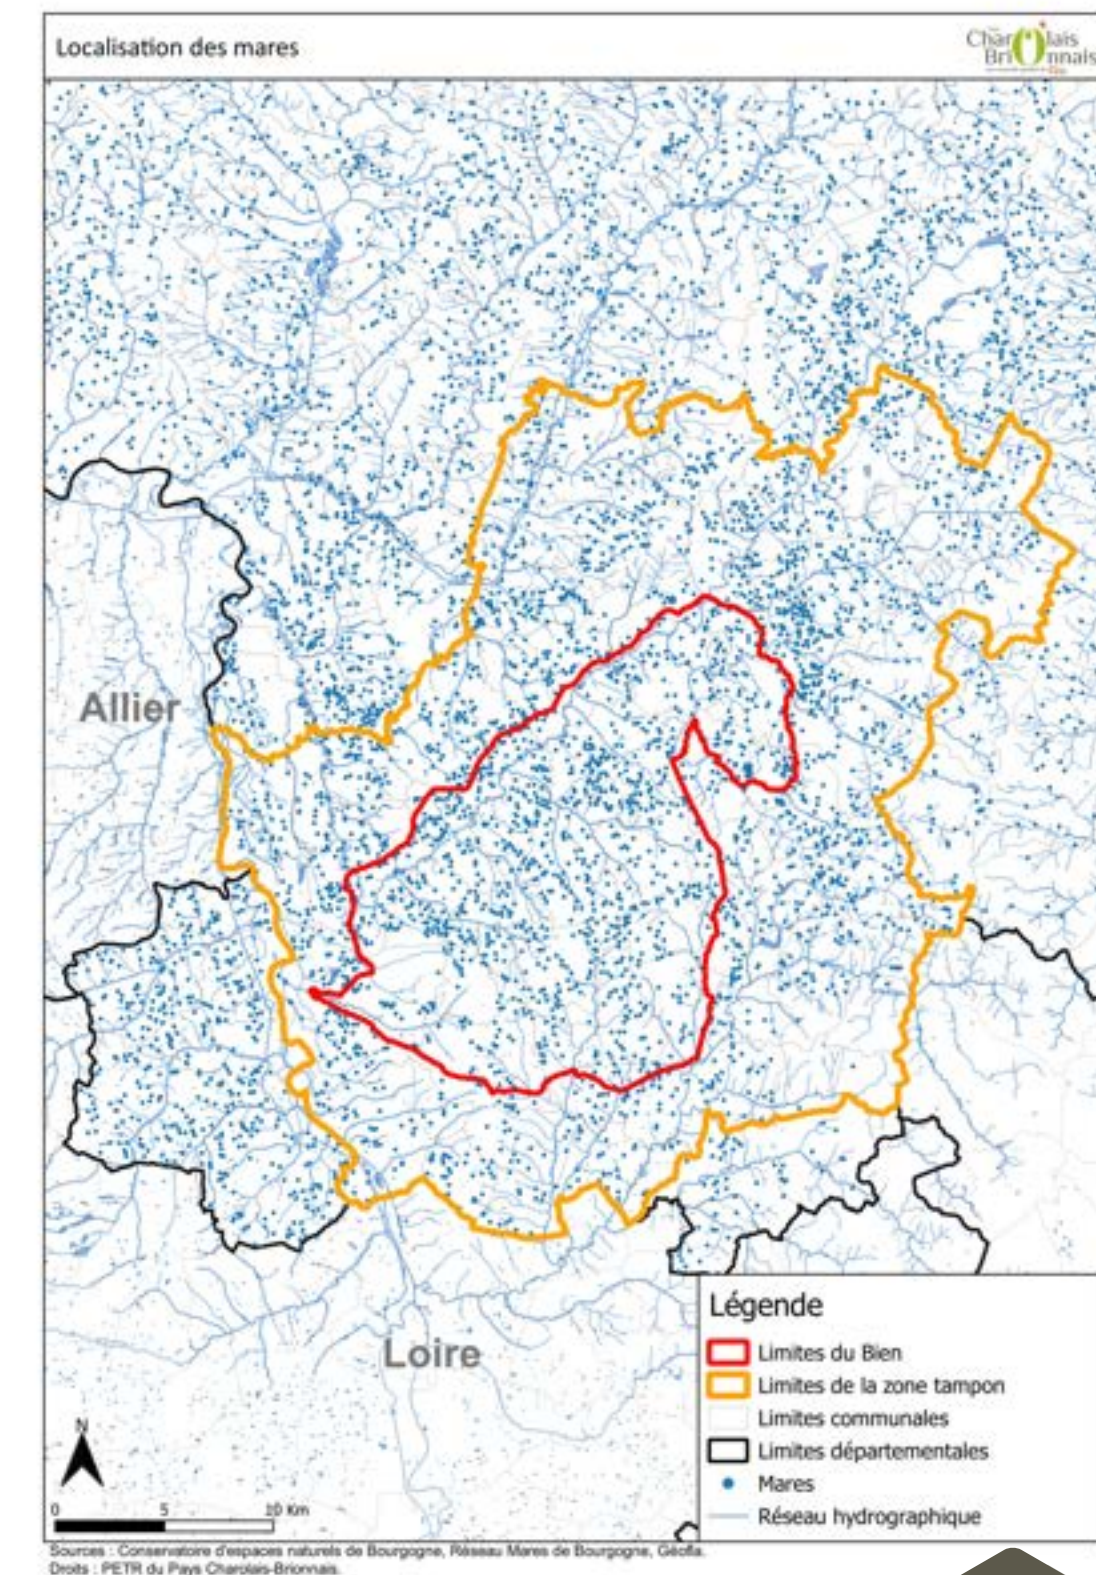 Localisation des mares
Charolais
Brionnais
Allier
Loire
Légende
Limites du Bien
Limites de la zone tampon
Limites communales
Limites départementales
Mares
Réseau hydrographique
N
0 5 10 Km
Sources : Conservatoire d'espaces naturels de Bourgogne, Réseau Mares de Bourgogne, Géofla.
Droits : PETR du Pays Charolais-Brionnais.